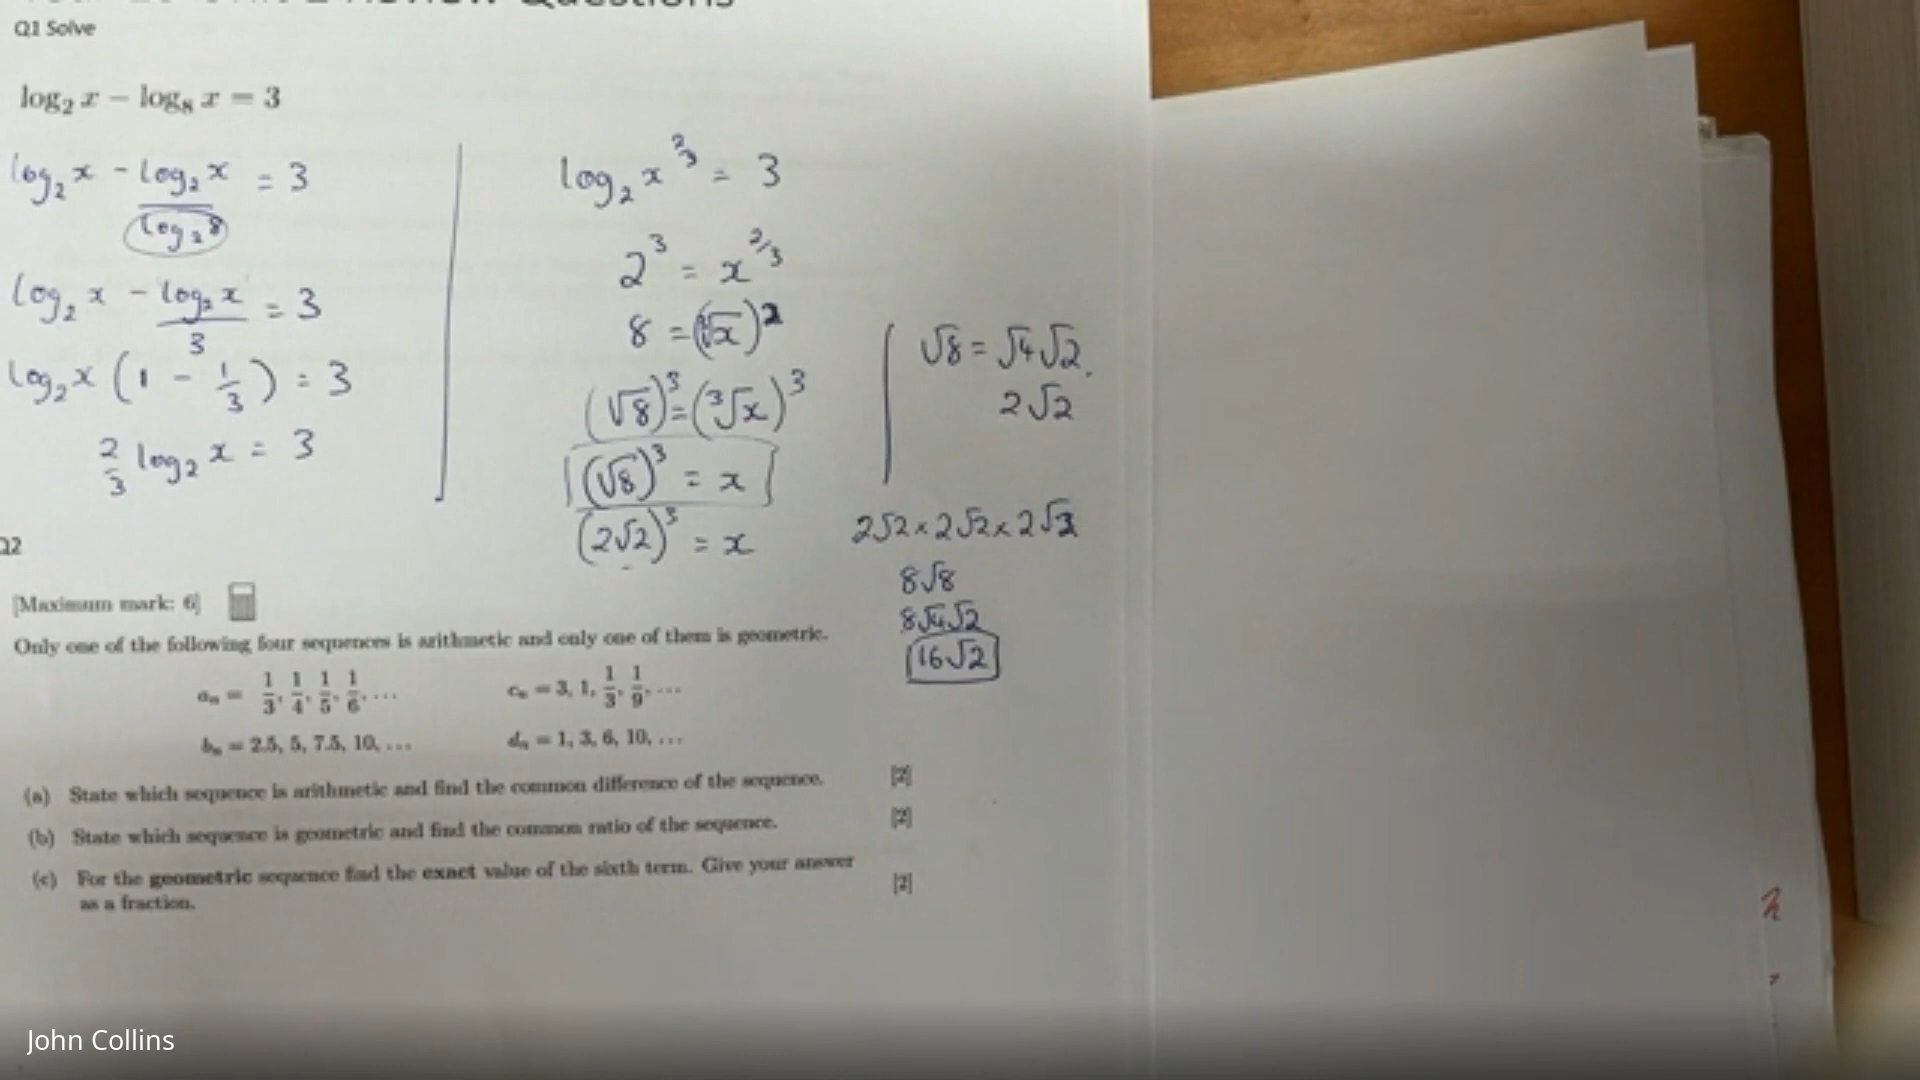 Q1 Solve
log₂ x − log₈ x = 3
log₂ x − log₂ x / log₂ 8 = 3
log₂ x − log₂ x / 3 = 3
log₂ x (1 − 1/3) = 3
2/3 log₂ x = 3
log₂ x^(2/3) = 3
2³ = x^(2/3)
8 = (∛x)²
(√8)³ = (³√x)³
(√8)³ = x
(2√2)³ = x
√8 = √4√2.
2√2
2√2 × 2√2 × 2√2
8√8
8√4√2
16√2
Q2
[Maximum mark: 6]
Only one of the following four sequences is arithmetic and only one of them is geometric.
aₙ = 1/3, 1/4, 1/5, 1/6, …
cₙ = 3, 1, 1/3, 1/9, …
bₙ = 2.5, 5, 7.5, 10, …
dₙ = 1, 3, 6, 10, …
(a) State which sequence is arithmetic and find the common difference of the sequence. [2]
(b) State which sequence is geometric and find the common ratio of the sequence. [2]
(c) For the geometric sequence find the exact value of the sixth term. Give your answer
as a fraction. [2]
John Collins